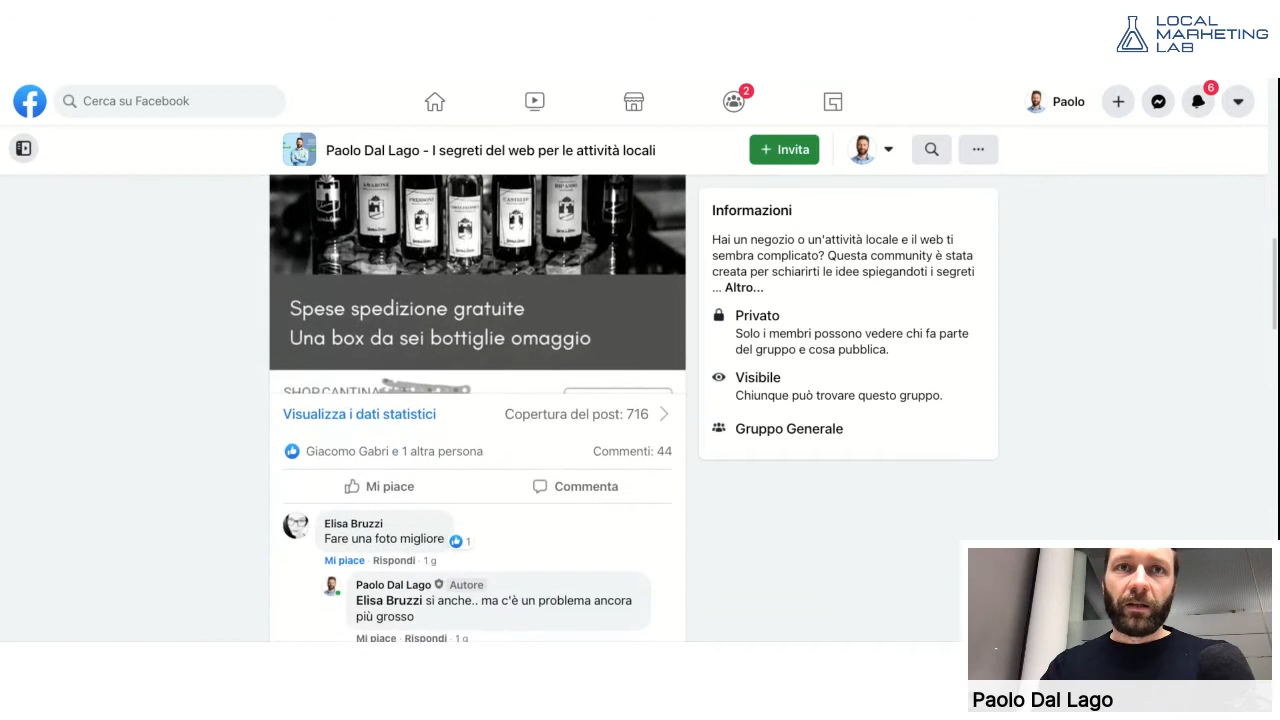 LOCAL
MARKETING
LAB
Cerca su Facebook
2
Paolo
6
Paolo Dal Lago - I segreti del web per le attività locali
+ Invita
AMARONE
CASTELLO
Spese spedizione gratuite
Una box da sei bottiglie omaggio
SHOP.CANTINA
Visualizza i dati statistici
Copertura del post: 716
Giacomo Gabri e 1 altra persona
Commenti: 44
Mi piace
Commenta
Elisa Bruzzi
Fare una foto migliore
1
Mi piace · Rispondi · 1 g
Paolo Dal Lago Autore
Elisa Bruzzi si anche.. ma c'è un problema ancora
più grosso
Mi piace · Rispondi · 1 g
Informazioni
Hai un negozio o un'attività locale e il web ti
sembra complicato? Questa community è stata
creata per schiarirti le idee spiegandoti i segreti
... Altro...
Privato
Solo i membri possono vedere chi fa parte
del gruppo e cosa pubblica.
Visibile
Chiunque può trovare questo gruppo.
Gruppo Generale
Paolo Dal Lago